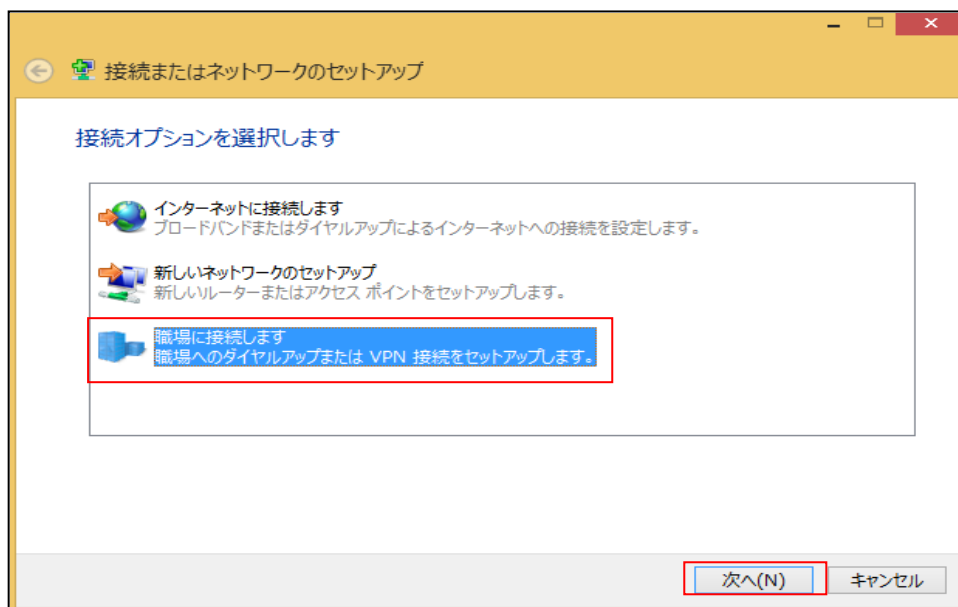 接続またはネットワークのセットアップ
接続オプションを選択します
インターネットに接続します
ブロードバンドまたはダイヤルアップによるインターネットへの接続を設定します。
新しいネットワークのセットアップ
新しいルーターまたはアクセス ポイントをセットアップします。
職場に接続します
職場へのダイヤルアップまたは VPN 接続をセットアップします。
次へ(N) キャンセル